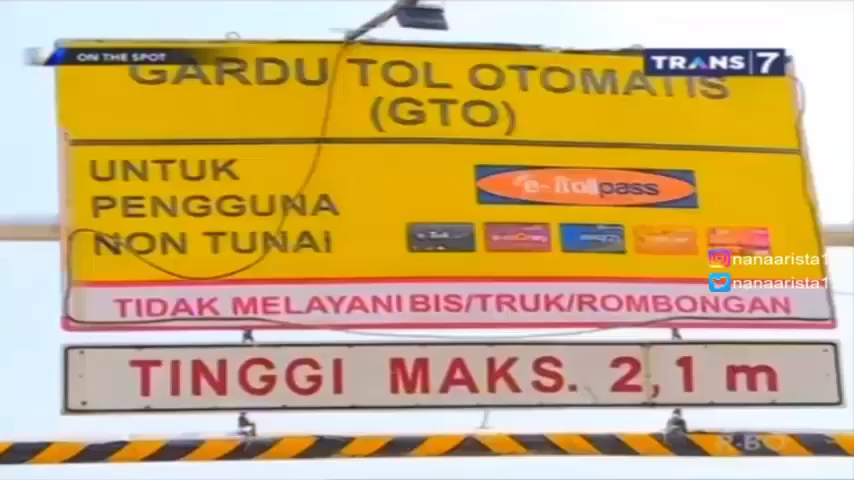 ON THE SPOT
TRANS 7
GARDU TOL OTOMATIS
(GTO)
UNTUK
PENGGUNA
NON TUNAI
e-Tollpass
nanaarista1
nanaarista1
TIDAK MELAYANI BIS/TRUK/ROMBONGAN
TINGGI MAKS. 2,1 m